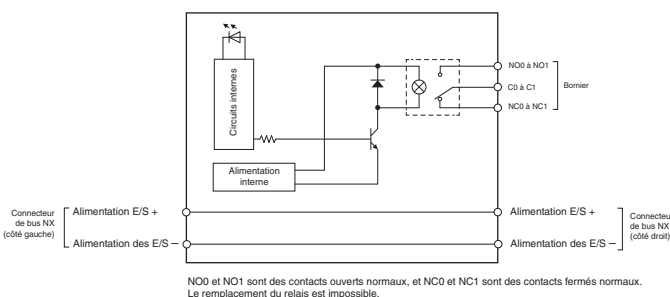 Circuits internes
Alimentation
interne
NO0 à NO1
C0 à C1
NC0 à NC1
Bornier
Connecteur
de bus NX
(côté gauche)
Alimentation E/S +
Alimentation des E/S –
Alimentation E/S +
Alimentation des E/S –
Connecteur
de bus NX
(côté droit)
NO0 et NO1 sont des contacts ouverts normaux, et NC0 et NC1 sont des contacts fermés normaux.
Le remplacement du relais est impossible.